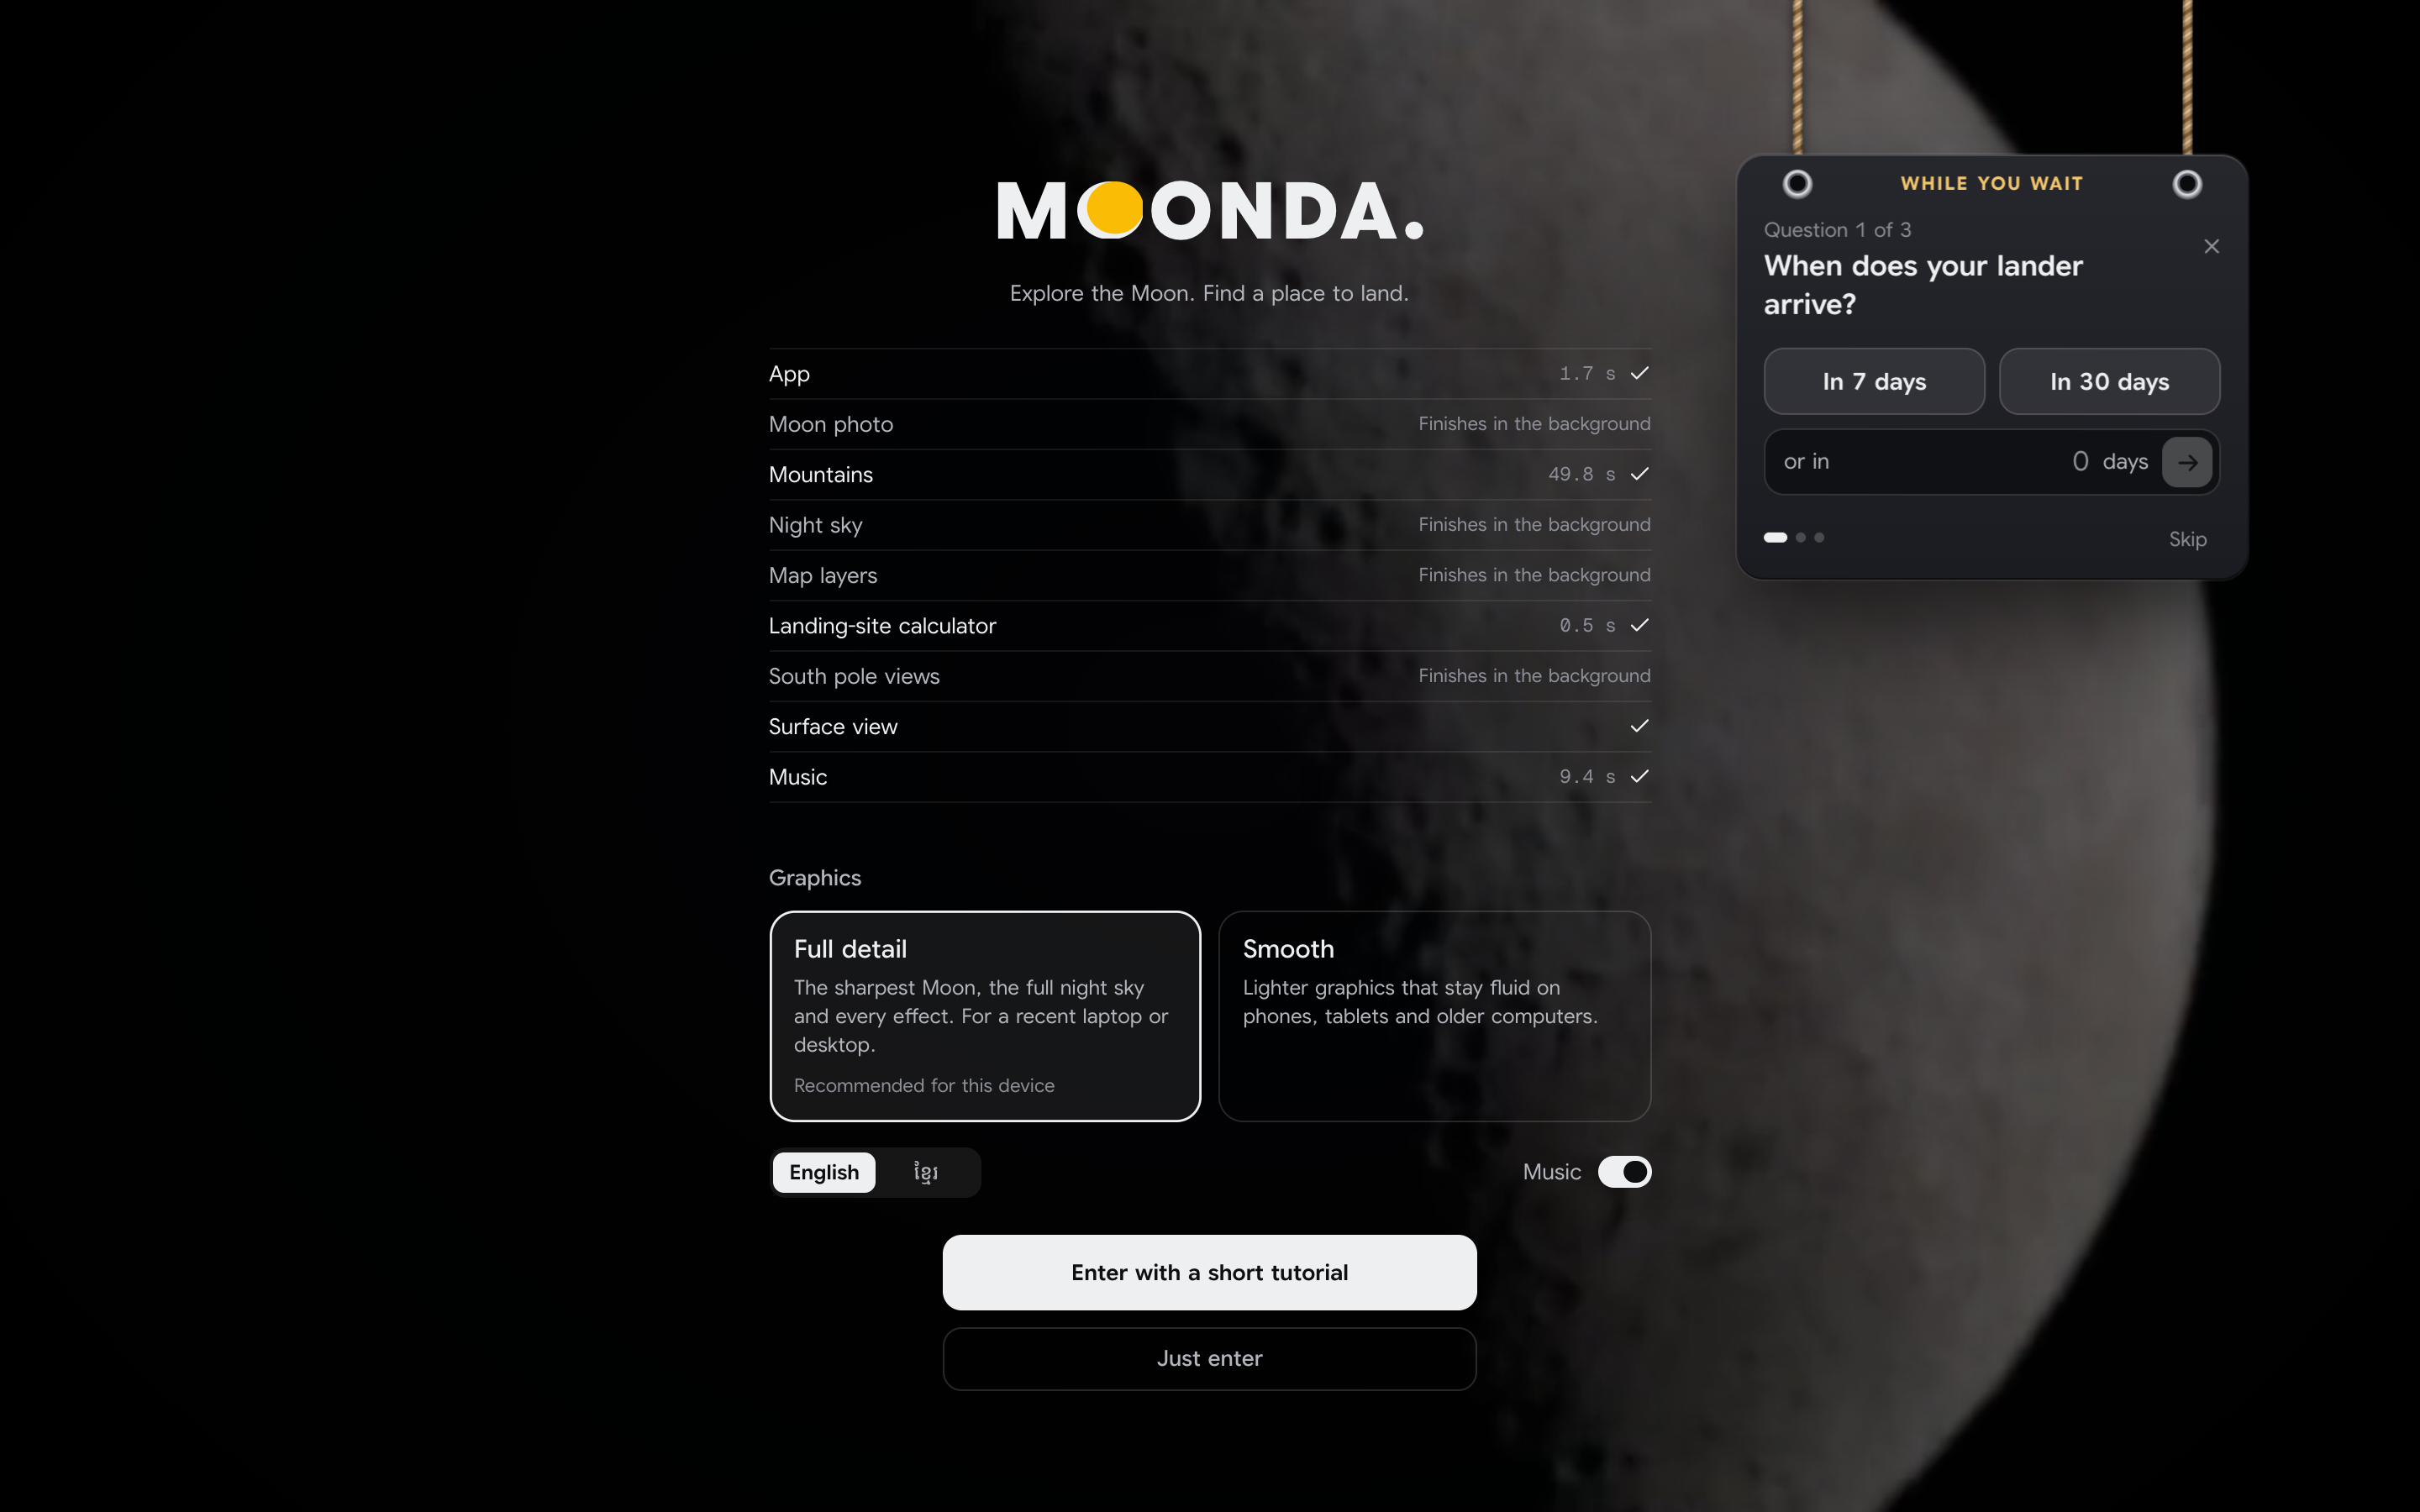 MOONDA.
Explore the Moon. Find a place to land.
App 1.7 s
Moon photo Finishes in the background
Mountains 49.8 s
Night sky Finishes in the background
Map layers Finishes in the background
Landing-site calculator 0.5 s
South pole views Finishes in the background
Surface view
Music 9.4 s
Graphics
Full detail
The sharpest Moon, the full night sky
and every effect. For a recent laptop or
desktop.
Recommended for this device
Smooth
Lighter graphics that stay fluid on
phones, tablets and older computers.
English ខ្មែរ
Music
Enter with a short tutorial
Just enter
WHILE YOU WAIT
Question 1 of 3
When does your lander
arrive?
In 7 days In 30 days
or in 0 days
Skip